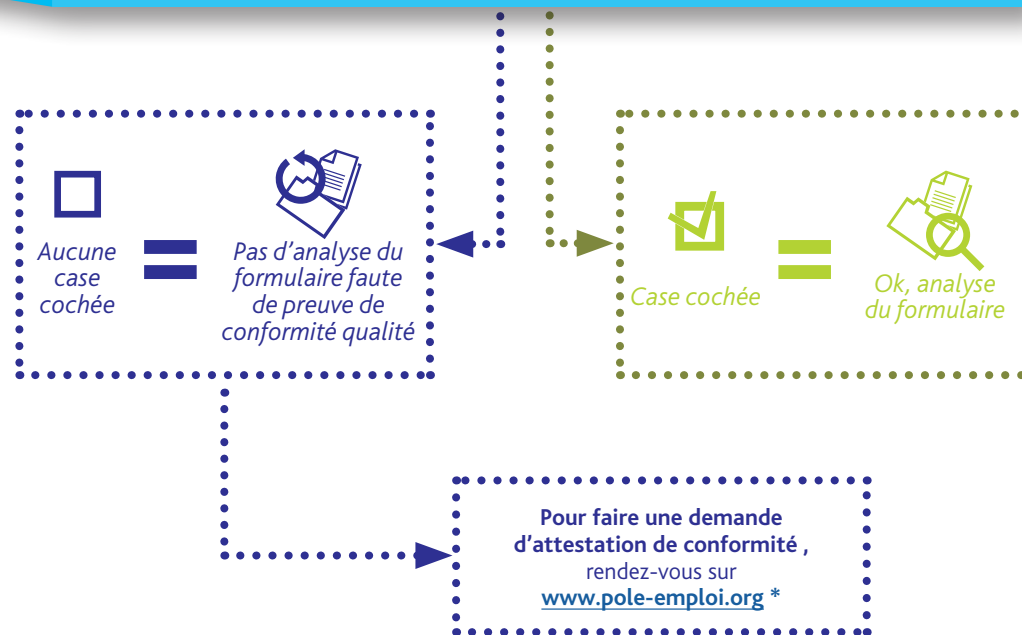 Aucune
case
cochée
Pas d'analyse du
formulaire faute
de preuve de
conformité qualité
Case cochée
Ok, analyse
du formulaire
Pour faire une demande
d'attestation de conformité ,
rendez-vous sur
www.pole-emploi.org *